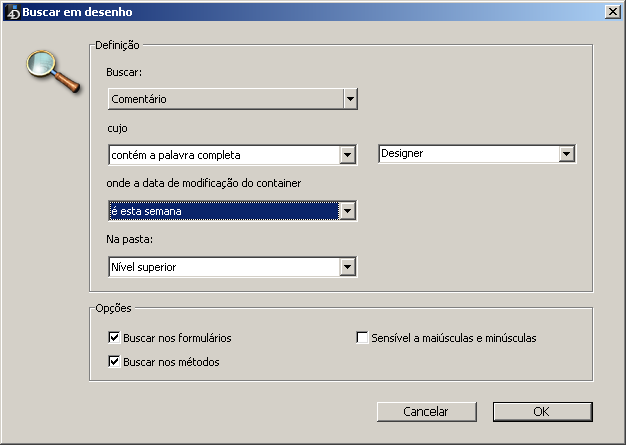 Buscar em desenho
Definição
Buscar:
Comentário
cujo
contém a palavra completa
Designer
onde a data de modificação do container
é esta semana
Na pasta:
Nível superior
Opções
Buscar nos formulários
Sensível a maiúsculas e minúsculas
Buscar nos métodos
Cancelar
OK